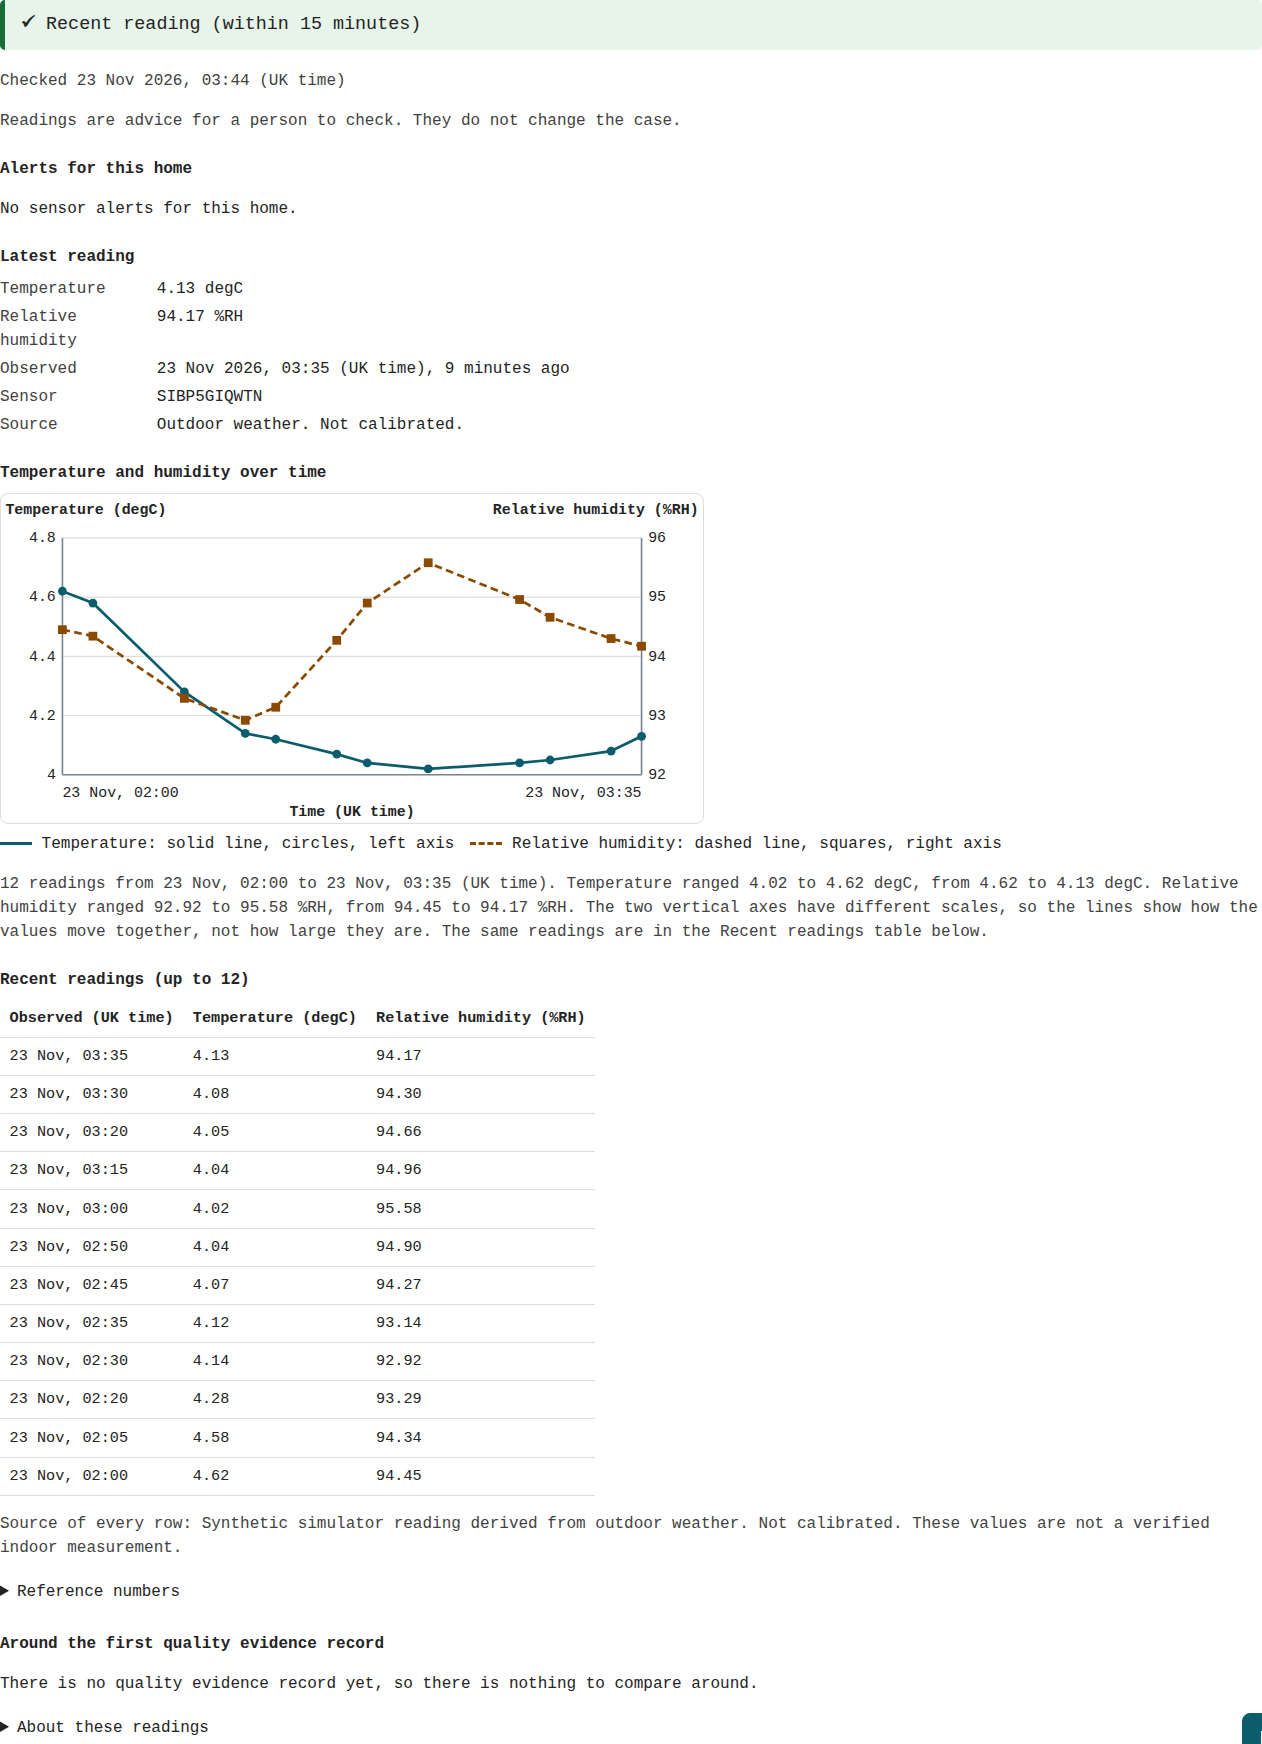 ✓ Recent reading (within 15 minutes)
Checked 23 Nov 2026, 03:44 (UK time)
Readings are advice for a person to check. They do not change the case.
Alerts for this home
No sensor alerts for this home.
Latest reading
Temperature 4.13 degC
Relative humidity 94.17 %RH
Observed 23 Nov 2026, 03:35 (UK time), 9 minutes ago
Sensor SIBP5GIQWTN
Source Outdoor weather. Not calibrated.
Temperature and humidity over time
Temperature (degC) Relative humidity (%RH)
4.8 96
4.6 95
4.4 94
4.2 93
4 92
23 Nov, 02:00 23 Nov, 03:35
Time (UK time)
Temperature: solid line, circles, left axis Relative humidity: dashed line, squares, right axis
12 readings from 23 Nov, 02:00 to 23 Nov, 03:35 (UK time). Temperature ranged 4.02 to 4.62 degC, from 4.62 to 4.13 degC. Relative
humidity ranged 92.92 to 95.58 %RH, from 94.45 to 94.17 %RH. The two vertical axes have different scales, so the lines show how the
values move together, not how large they are. The same readings are in the Recent readings table below.
Recent readings (up to 12)
Observed (UK time) Temperature (degC) Relative humidity (%RH)
23 Nov, 03:35 4.13 94.17
23 Nov, 03:30 4.08 94.30
23 Nov, 03:20 4.05 94.66
23 Nov, 03:15 4.04 94.96
23 Nov, 03:00 4.02 95.58
23 Nov, 02:50 4.04 94.90
23 Nov, 02:45 4.07 94.27
23 Nov, 02:35 4.12 93.14
23 Nov, 02:30 4.14 92.92
23 Nov, 02:20 4.28 93.29
23 Nov, 02:05 4.58 94.34
23 Nov, 02:00 4.62 94.45
Source of every row: Synthetic simulator reading derived from outdoor weather. Not calibrated. These values are not a verified
indoor measurement.
Reference numbers
Around the first quality evidence record
There is no quality evidence record yet, so there is nothing to compare around.
About these readings